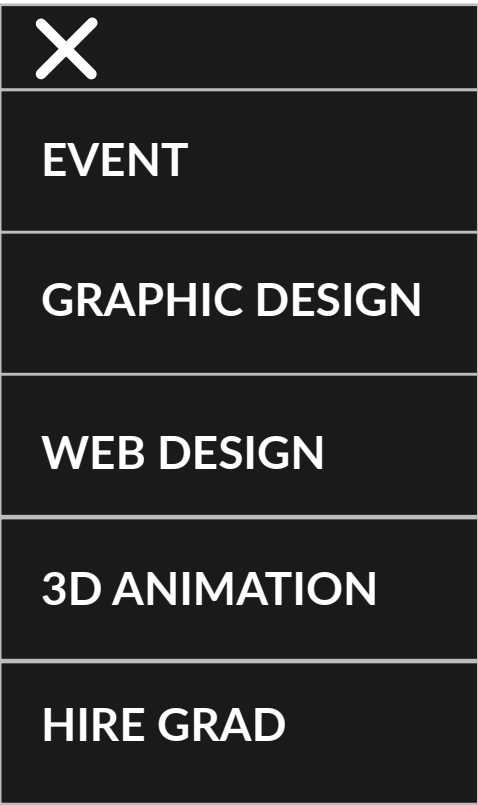 EVENT
GRAPHIC DESIGN
WEB DESIGN
3D ANIMATION
HIRE GRAD